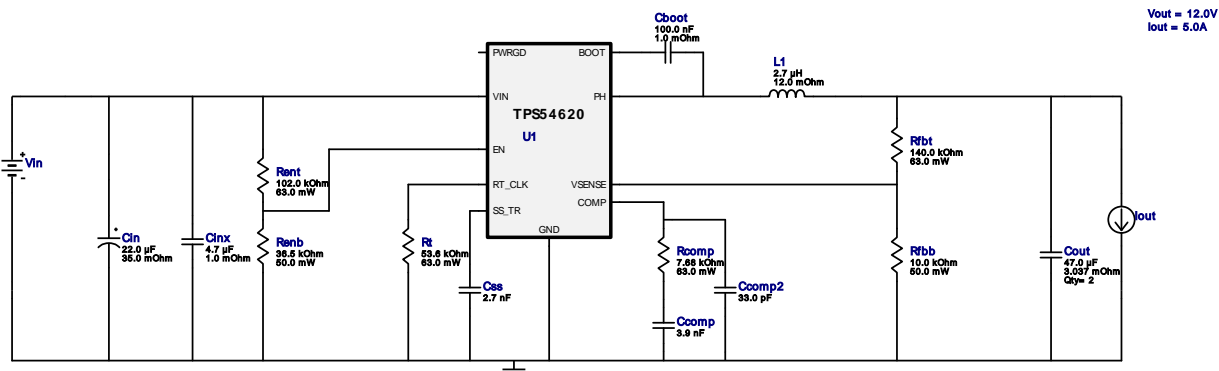 Vout = 12.0V
Iout = 5.0A
Cboot
100.0 nF
1.0 mOhm
PWRGD
BOOT
L1
2.7 µH
12.0 mOhm
VIN
PH
TPS54620
U1
Vin
+
-
EN
Rfbt
140.0 kOhm
63.0 mW
Rent
102.0 kOhm
63.0 mW
RT_CLK
VSENSE
COMP
SS_TR
GND
Iout
Cin
22.0 µF
35.0 mOhm
+
Cinx
4.7 µF
1.0 mOhm
Renb
36.5 kOhm
50.0 mW
Rt
53.6 kOhm
63.0 mW
Rcomp
7.68 kOhm
63.0 mW
Rfbb
10.0 kOhm
50.0 mW
Cout
47.0 µF
3.037 mOhm
Qty= 2
Css
2.7 nF
Ccomp2
33.0 pF
Ccomp
3.9 nF